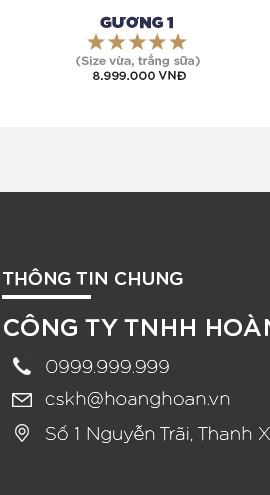 GƯƠNG 1
(Size vừa, trắng sữa)
8.999.000 VNĐ
THÔNG TIN CHUNG
CÔNG TY TNHH HOÀN
0999.999.999
cskh@hoanghoan.vn
Số 1 Nguyễn Trãi, Thanh X